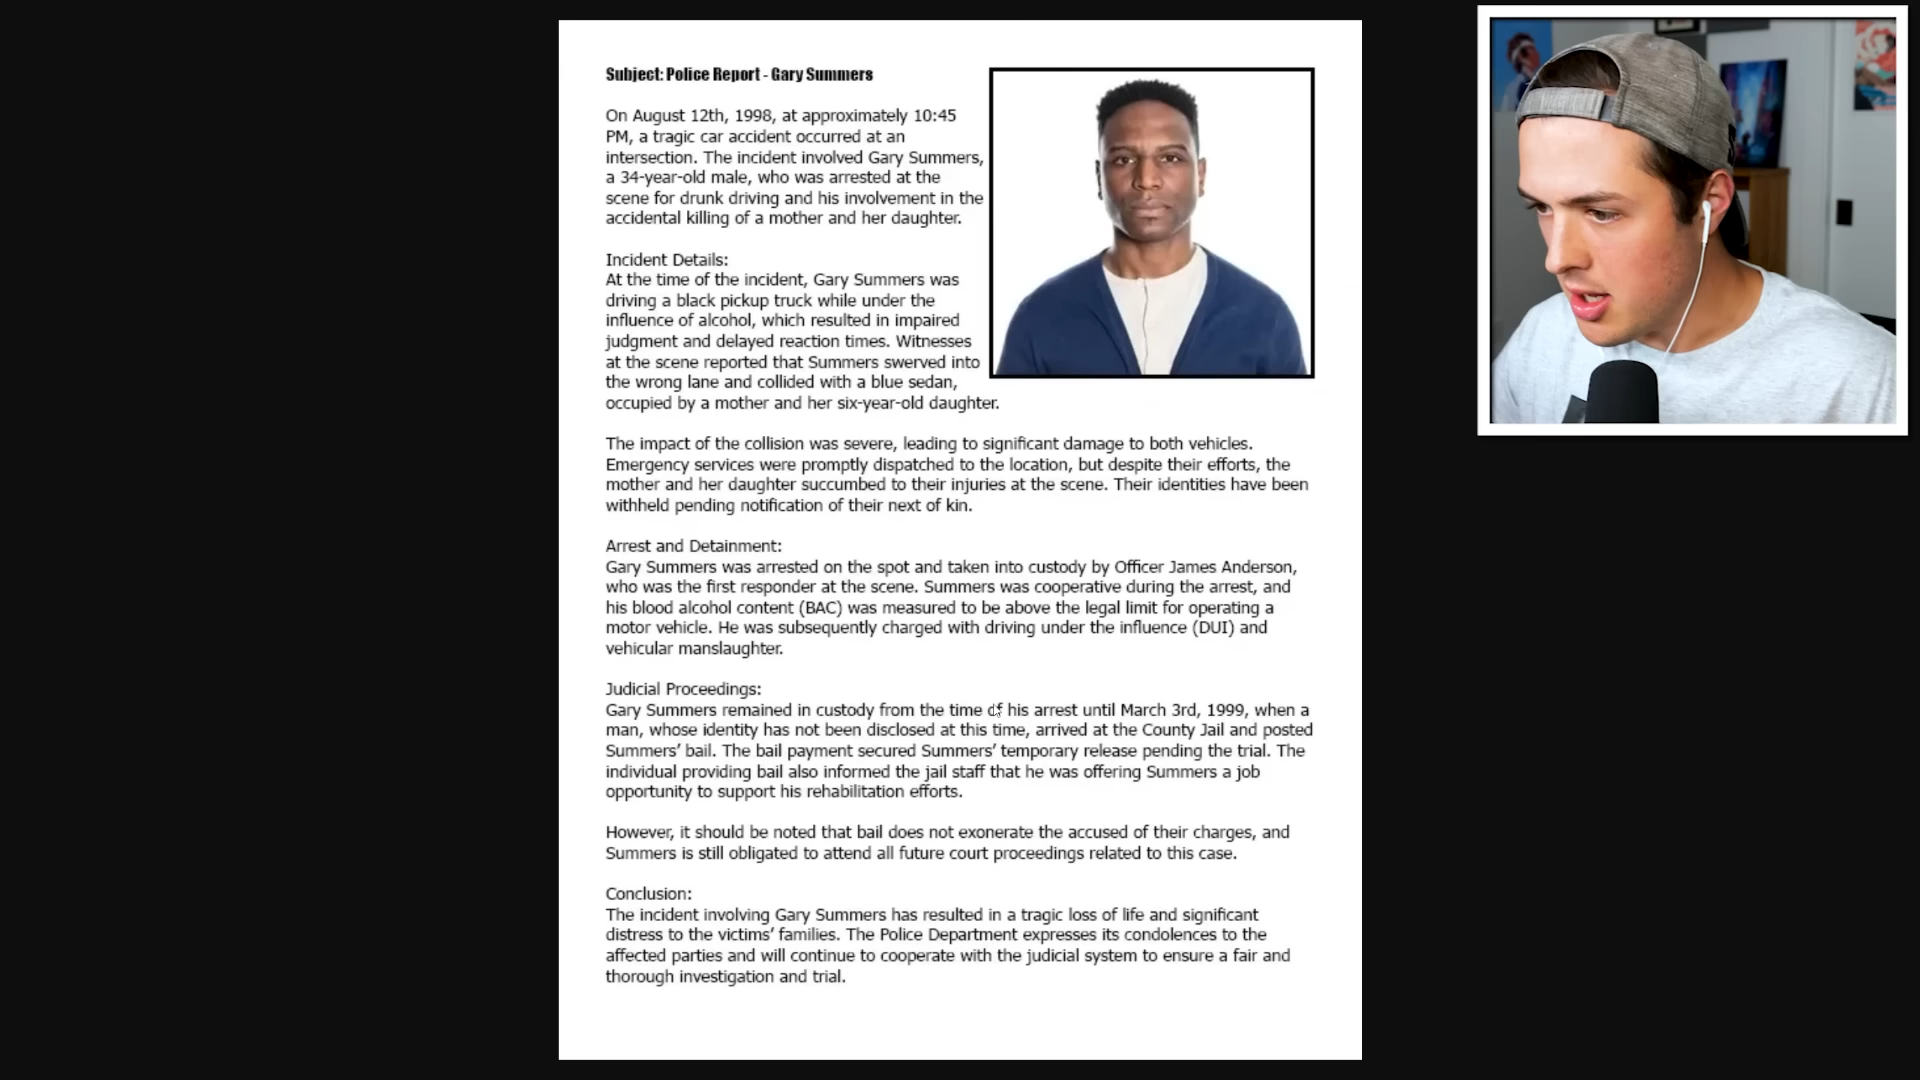 Subject: Police Report - Gary Summers
On August 12th, 1998, at approximately 10:45
PM, a tragic car accident occurred at an
intersection. The incident involved Gary Summers,
a 34-year-old male, who was arrested at the
scene for drunk driving and his involvement in the
accidental killing of a mother and her daughter.
Incident Details:
At the time of the incident, Gary Summers was
driving a black pickup truck while under the
influence of alcohol, which resulted in impaired
judgment and delayed reaction times. Witnesses
at the scene reported that Summers swerved into
the wrong lane and collided with a blue sedan,
occupied by a mother and her six-year-old daughter.
The impact of the collision was severe, leading to significant damage to both vehicles.
Emergency services were promptly dispatched to the location, but despite their efforts, the
mother and her daughter succumbed to their injuries at the scene. Their identities have been
withheld pending notification of their next of kin.
Arrest and Detainment:
Gary Summers was arrested on the spot and taken into custody by Officer James Anderson,
who was the first responder at the scene. Summers was cooperative during the arrest, and
his blood alcohol content (BAC) was measured to be above the legal limit for operating a
motor vehicle. He was subsequently charged with driving under the influence (DUI) and
vehicular manslaughter.
Judicial Proceedings:
Gary Summers remained in custody from the time of his arrest until March 3rd, 1999, when a
man, whose identity has not been disclosed at this time, arrived at the County Jail and posted
Summers' bail. The bail payment secured Summers' temporary release pending the trial. The
individual providing bail also informed the jail staff that he was offering Summers a job
opportunity to support his rehabilitation efforts.
However, it should be noted that bail does not exonerate the accused of their charges, and
Summers is still obligated to attend all future court proceedings related to this case.
Conclusion:
The incident involving Gary Summers has resulted in a tragic loss of life and significant
distress to the victims' families. The Police Department expresses its condolences to the
affected parties and will continue to cooperate with the judicial system to ensure a fair and
thorough investigation and trial.